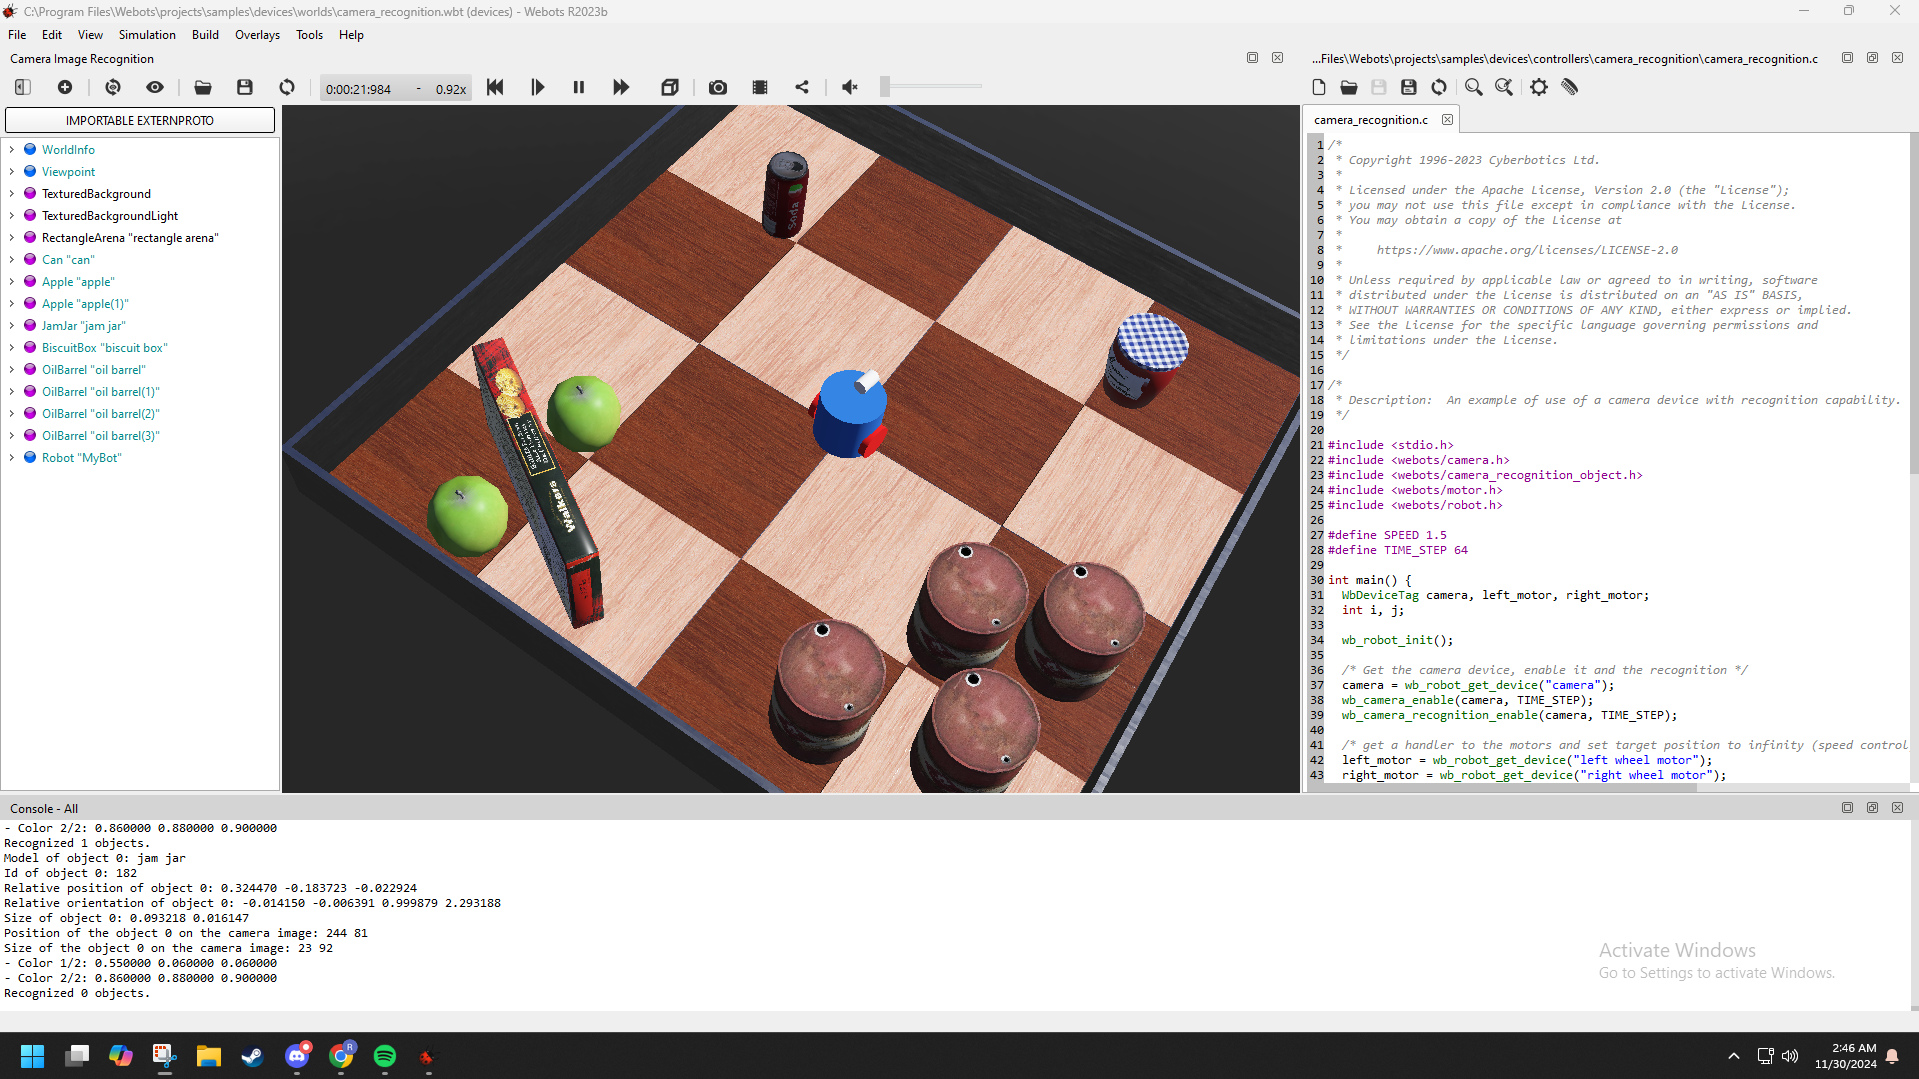 C:\Program Files\Webots\projects\samples\devices\worlds\camera_recognition.wbt (devices) - Webots R2023b
File Edit View Simulation Build Overlays Tools Help
Camera Image Recognition
...Files\Webots\projects\samples\devices\controllers\camera_recognition\camera_recognition.c
0:00:21:984 - 0.92x
IMPORTABLE EXTERNPROTO
WorldInfo
Viewpoint
TexturedBackground
TexturedBackgroundLight
RectangleArena "rectangle arena"
Can "can"
Apple "apple"
Apple "apple(1)"
JamJar "jam jar"
BiscuitBox "biscuit box"
OilBarrel "oil barrel"
OilBarrel "oil barrel(1)"
OilBarrel "oil barrel(2)"
OilBarrel "oil barrel(3)"
Robot "MyBot"
Soda
Walkers
camera_recognition.c
1 /*
2 * Copyright 1996-2023 Cyberbotics Ltd.
3 *
4 * Licensed under the Apache License, Version 2.0 (the "License");
5 * you may not use this file except in compliance with the License.
6 * You may obtain a copy of the License at
7 *
8 * https://www.apache.org/licenses/LICENSE-2.0
9 *
10 * Unless required by applicable law or agreed to in writing, software
11 * distributed under the License is distributed on an "AS IS" BASIS,
12 * WITHOUT WARRANTIES OR CONDITIONS OF ANY KIND, either express or implied.
13 * See the License for the specific language governing permissions and
14 * limitations under the License.
15 */
16
17 /*
18 * Description: An example of use of a camera device with recognition capability.
19 */
20
21 #include <stdio.h>
22 #include <webots/camera.h>
23 #include <webots/camera_recognition_object.h>
24 #include <webots/motor.h>
25 #include <webots/robot.h>
26
27 #define SPEED 1.5
28 #define TIME_STEP 64
29
30 int main() {
31 WbDeviceTag camera, left_motor, right_motor;
32 int i, j;
33
34 wb_robot_init();
35
36 /* Get the camera device, enable it and the recognition */
37 camera = wb_robot_get_device("camera");
38 wb_camera_enable(camera, TIME_STEP);
39 wb_camera_recognition_enable(camera, TIME_STEP);
40
41 /* get a handler to the motors and set target position to infinity (speed control
42 left_motor = wb_robot_get_device("left wheel motor");
43 right_motor = wb_robot_get_device("right wheel motor");
Console - All
- Color 2/2: 0.860000 0.880000 0.900000
Recognized 1 objects.
Model of object 0: jam jar
Id of object 0: 182
Relative position of object 0: 0.324470 -0.183723 -0.022924
Relative orientation of object 0: -0.014150 -0.006391 0.999879 2.293188
Size of object 0: 0.093218 0.016147
Position of the object 0 on the camera image: 244 81
Size of the object 0 on the camera image: 23 92
- Color 1/2: 0.550000 0.060000 0.060000
- Color 2/2: 0.860000 0.880000 0.900000
Recognized 0 objects.
Activate Windows
Go to Settings to activate Windows.
R
2:46 AM
11/30/2024